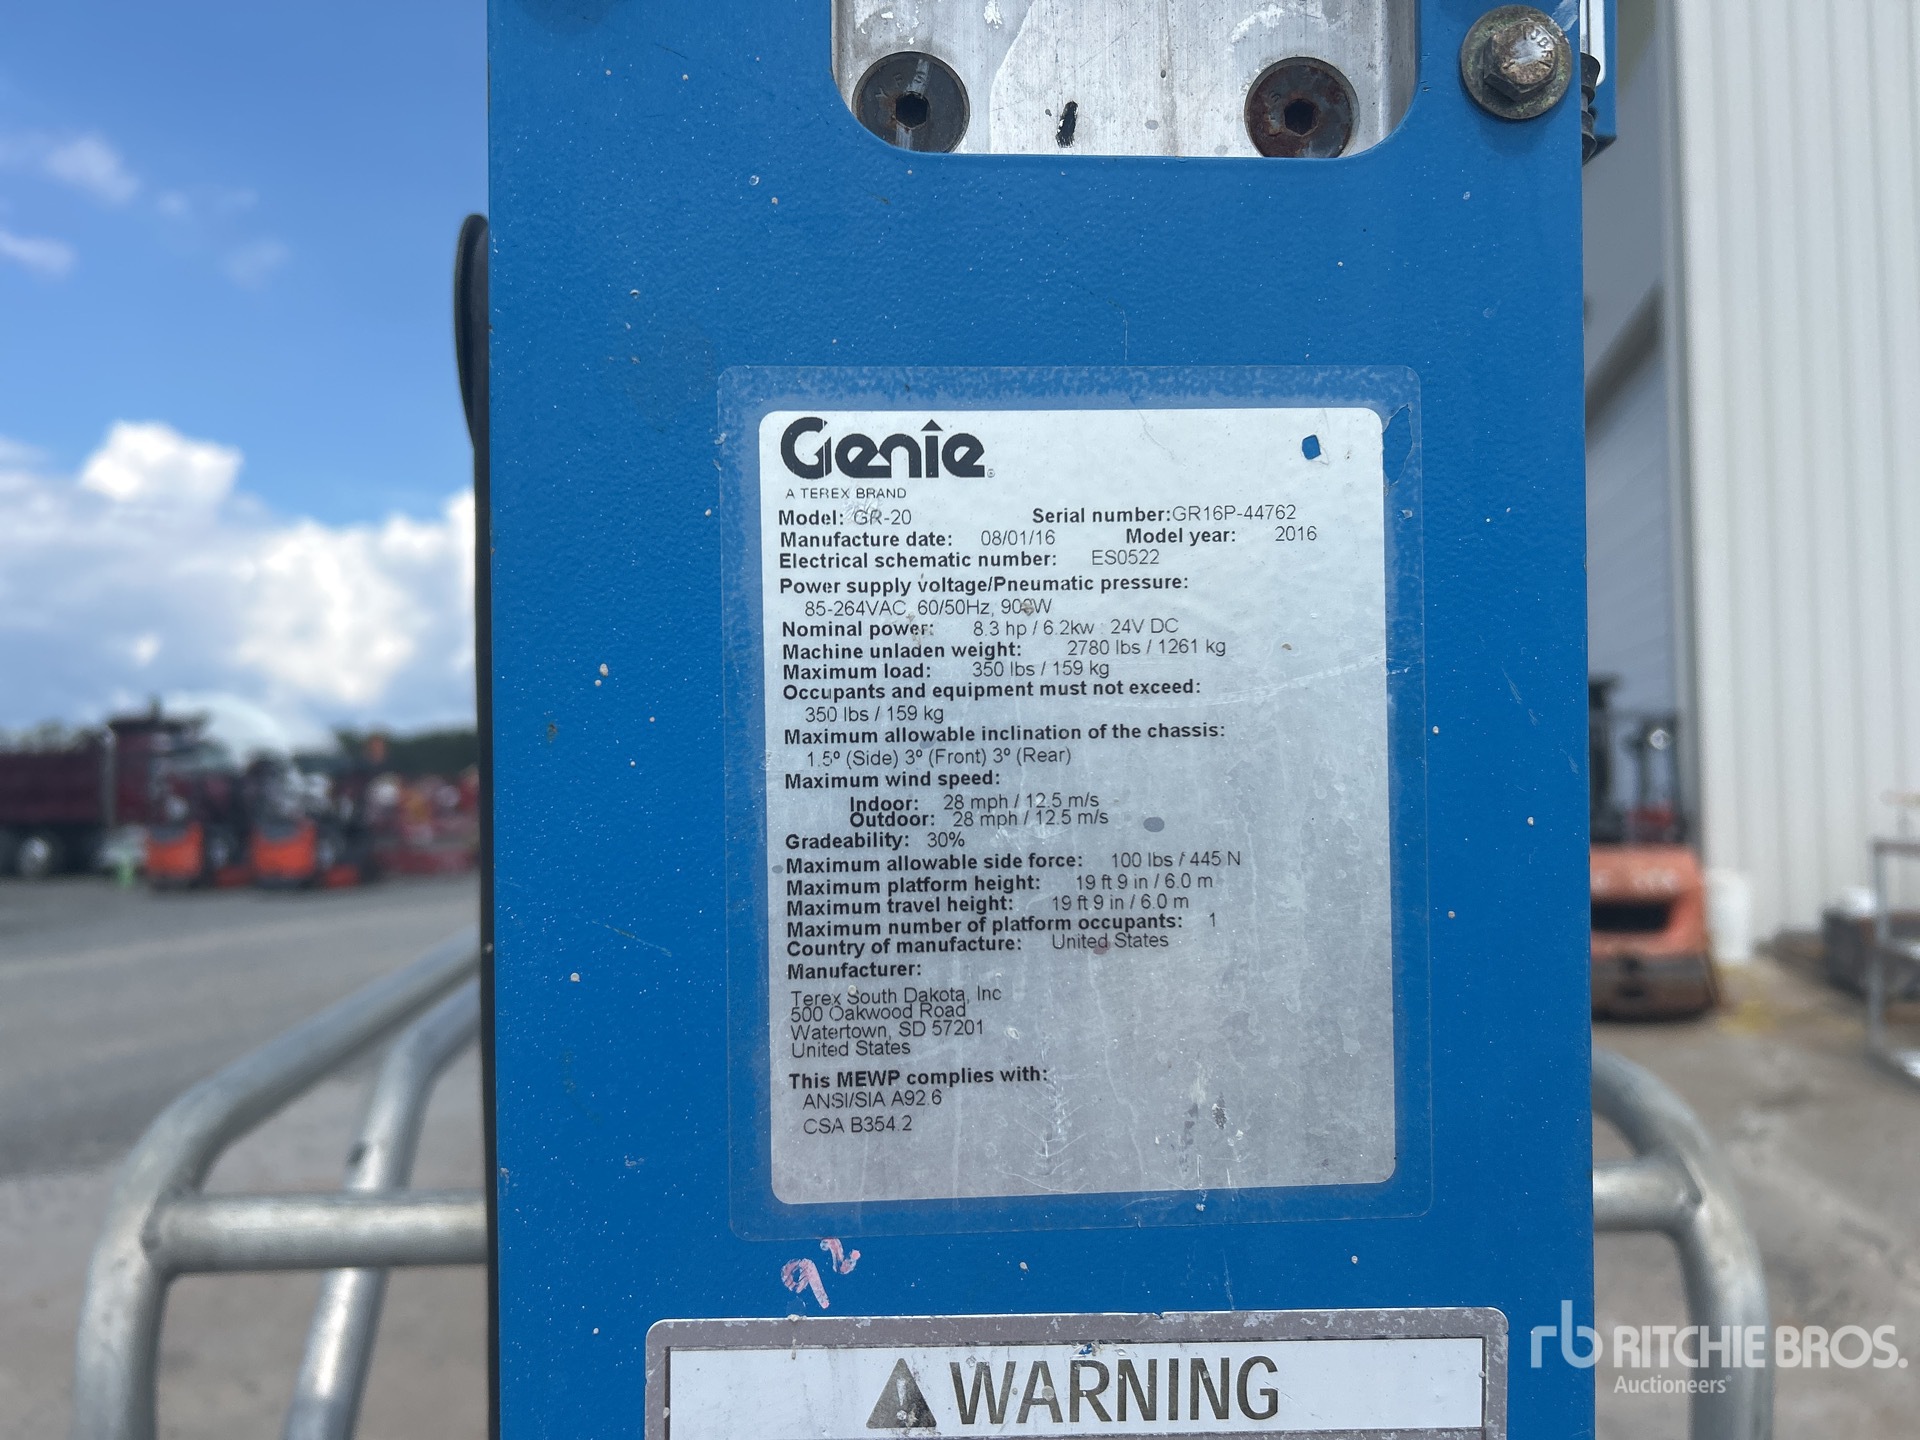 Genie
A TEREX BRAND
Model: GR-20 Serial number:GR16P-44762
Manufacture date: 08/01/16 Model year: 2016
Electrical schematic number: ES0522
Power supply voltage/Pneumatic pressure:
85-264VAC, 60/50Hz, 900W
Nominal power: 8.3 hp / 6.2kw 24V DC
Machine unladen weight: 2780 lbs / 1261 kg
Maximum load: 350 lbs / 159 kg
Occupants and equipment must not exceed:
350 lbs / 159 kg
Maximum allowable inclination of the chassis:
1.5º (Side) 3º (Front) 3º (Rear)
Maximum wind speed:
Indoor: 28 mph / 12.5 m/s
Outdoor: 28 mph / 12.5 m/s
Gradeability: 30%
Maximum allowable side force: 100 lbs / 445 N
Maximum platform height: 19 ft 9 in / 6.0 m
Maximum travel height: 19 ft 9 in / 6.0 m
Maximum number of platform occupants: 1
Country of manufacture: United States
Manufacturer:
Terex South Dakota, Inc
500 Oakwood Road
Watertown, SD 57201
United States
This MEWP complies with:
ANSI/SIA A92.6
CSA B354.2
92
WARNING
rb RITCHIE BROS.
Auctioneers